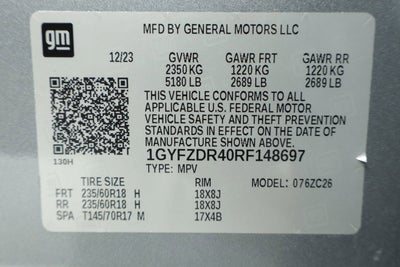 gm
MFD BY GENERAL MOTORS LLC
12/23 GVWR GAWR FRT GAWR RR
2350 KG 1220 KG 1220 KG
5180 LB 2689 LB 2689 LB
THIS VEHICLE CONFORMS TO ALL
APPLICABLE U.S. FEDERAL MOTOR
VEHICLE SAFETY AND THEFT PREVENTION
STANDARDS IN EFFECT ON THE DATE OF
MANUFACTURE SHOWN ABOVE.
130H
1GYFZDR40RF148697
TYPE: MPV
TIRE SIZE RIM MODEL: 076ZC26
FRT 235/60R18 H 18X8J
RR 235/60R18 H 18X8J
SPA T145/70R17 M 17X4B